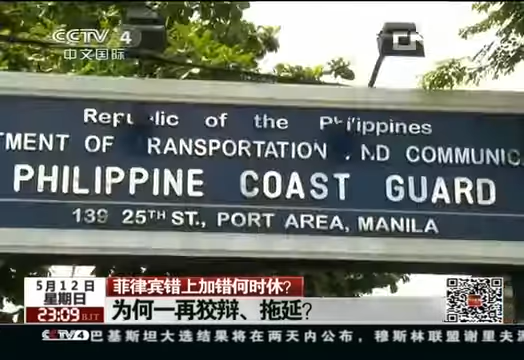 CCTV 4
中文国际
Republic of the Philippines
TMENT OF TRANSPORTATION AND COMMUNIC
PHILIPPINE COAST GUARD
139 25TH ST., PORT AREA, MANILA
5月12日
星期日
23:09 BJT
菲律宾错上加错何时休?
为何一再狡辩、拖延?
CCTV 4 巴基斯坦大选结果将在两天内公布，穆斯林联盟谢里夫